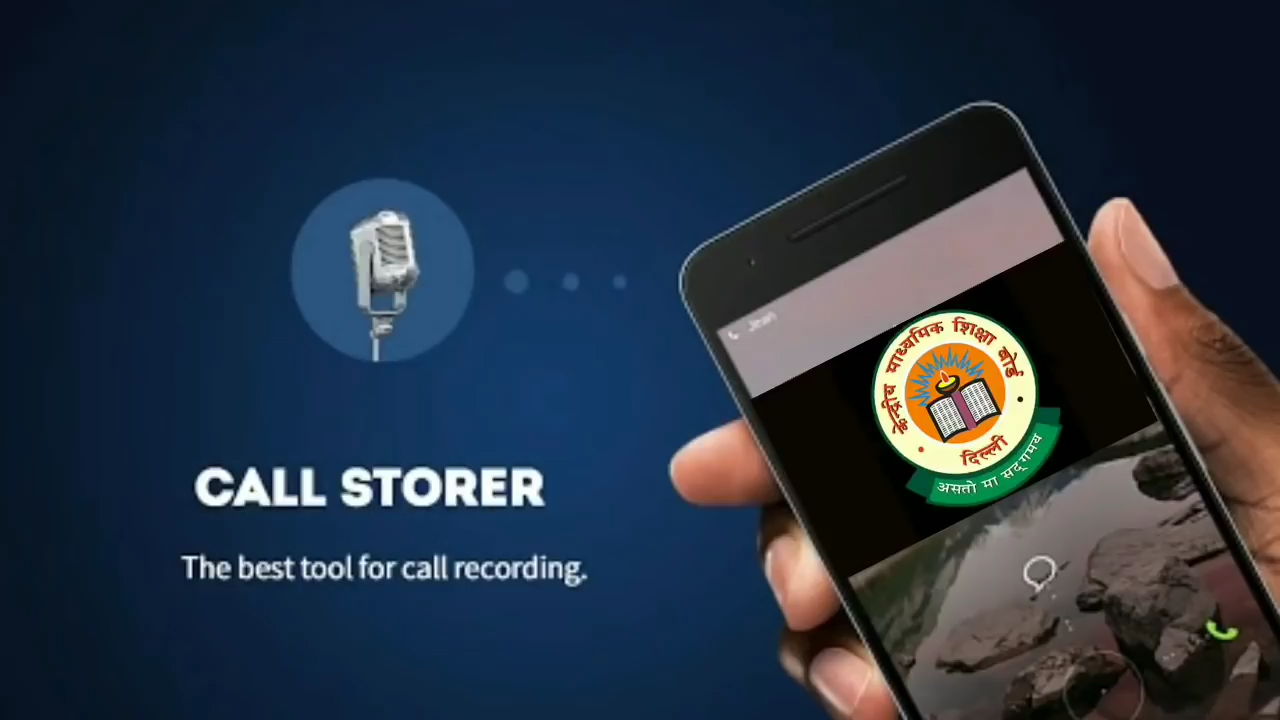 CALL STORER
The best tool for call recording.
केन्द्रीय माध्यमिक शिक्षा बोर्ड
दिल्ली
असतो मा सद्गमय